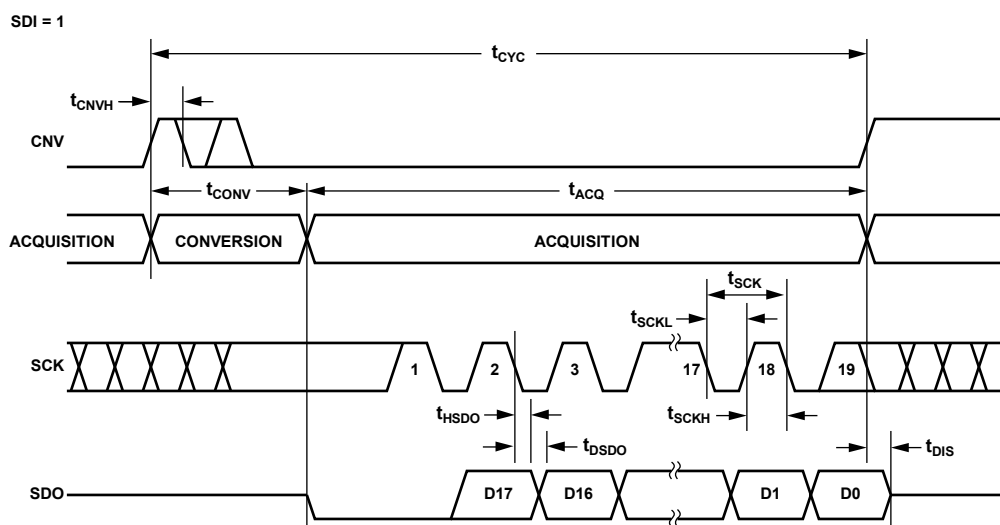 SDI = 1
tCYC
tCNVH
CNV
tCONV
tACQ
ACQUISITION CONVERSION ACQUISITION
tSCK
tSCKL
SCK 1 2 3 17 18 19
tHSDO tSCKH
tDSDO tDIS
SDO D17 D16 D1 D0